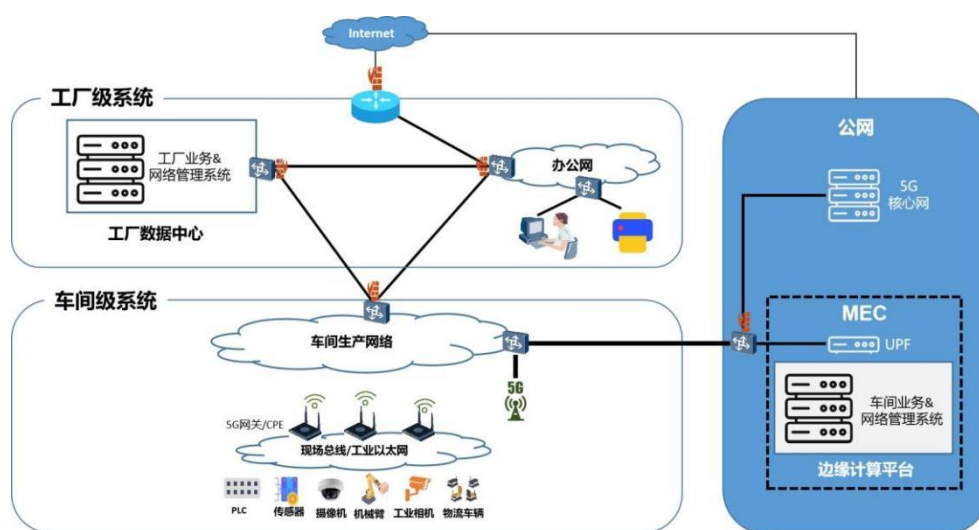 Internet
工厂级系统
工厂业务&
网络管理系统
工厂数据中心
办公网
公网
5G
核心网
车间级系统
车间生产网络
5G
MEC
UPF
车间业务&
网络管理系统
边缘计算平台
5G网关/CPE
现场总线/工业以太网
PLC
传感器
摄像机
机械臂
工业相机
物流车辆